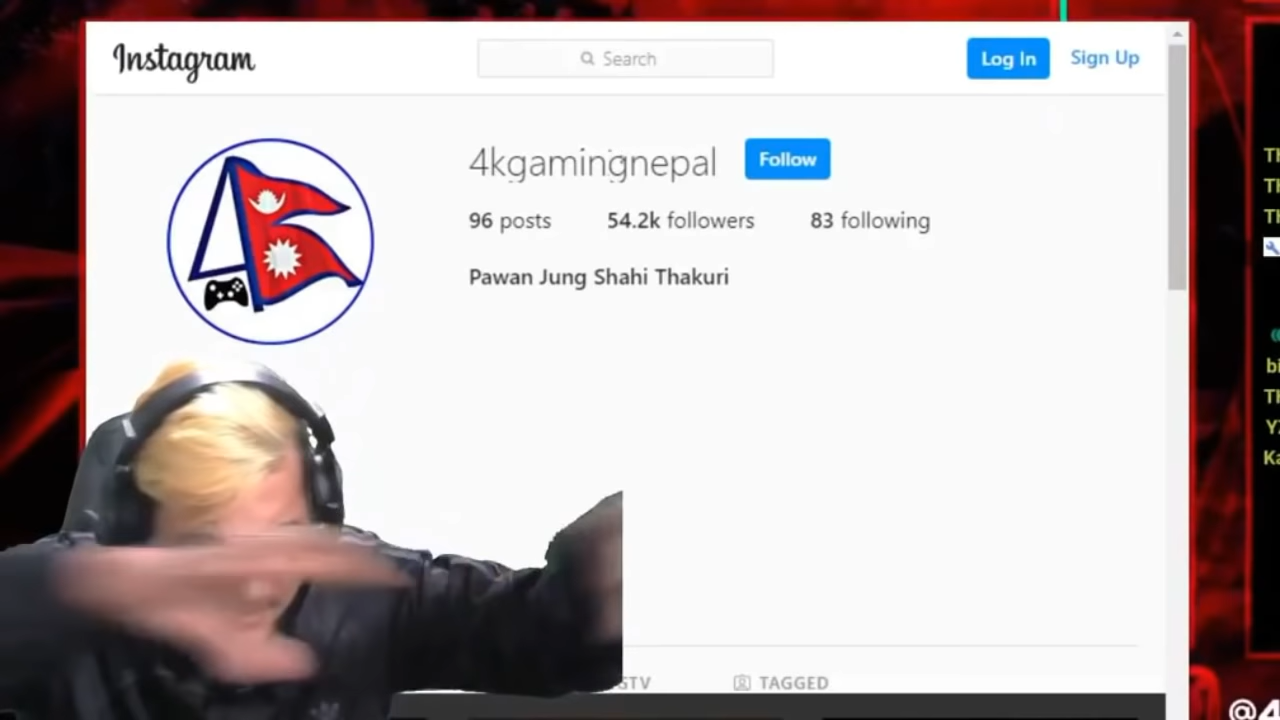 Instagram
Search
Log In
Sign Up
4kgamingnepal
Follow
96 posts
54.2k followers
83 following
Pawan Jung Shahi Thakuri
TAGGED